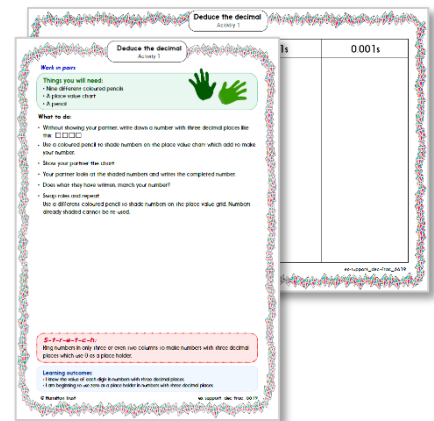 Deduce the decimal
Activity 1
Work in pairs
Things you will need:
• Nine different coloured pencils
• A place value chart
• A pencil
What to do:
• Without showing your partner, write down a number with three decimal places like
this: □.□□□
• Use a coloured pencil to shade numbers on the place value chart which add to make
your number.
• Show your partner the chart.
• Your partner looks at the shaded numbers and writes the completed number.
• Does what they have written, match your number?
• Swap roles and repeat.
Use a different coloured pencil to shade numbers on the place value grid. Numbers
already shaded cannot be re-used.
S-t-r-e-t-c-h:
Ring numbers in only three or even two columns to make numbers with three decimal
places which use 0 as a place holder.
Learning outcomes:
• I know the value of each digit in numbers with three decimal places.
• I am beginning to use zero as a place holder in numbers with three decimal places.
© Hamilton Trust
Deduce the decimal
Activity 1
1s
0.001s